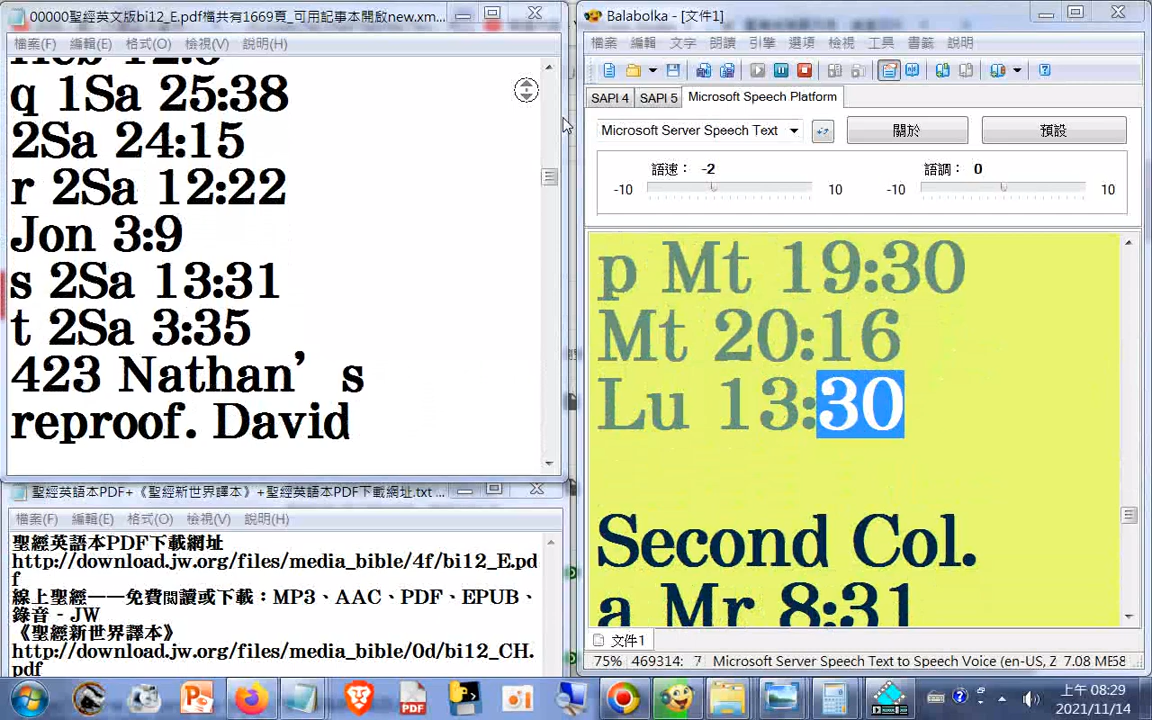 00000聖經英文版bi12_E.pdf檔共有1669頁_可用記事本開啟new.xm...
檔案(F) 編輯(E) 格式(O) 檢視(V) 說明(H)
Heb 12:6
q 1Sa 25:38
2Sa 24:15
r 2Sa 12:22
Jon 3:9
s 2Sa 13:31
t 2Sa 3:35
423 Nathan’s
reproof. David
聖經英語本PDF+《聖經新世界譯本》+聖經英語本PDF下載網址.txt ...
檔案(F) 編輯(E) 格式(O) 檢視(V) 說明(H)
聖經英語本PDF下載網址
http://download.jw.org/files/media_bible/4f/bi12_E.pd
f
線上聖經——免費閱讀或下載：MP3、AAC、PDF、EPUB、
錄音 - JW
《聖經新世界譯本》
http://download.jw.org/files/media_bible/0d/bi12_CH.
pdf
Balabolka - [文件1]
檔案 編輯 文字 朗讀 引擎 選項 檢視 工具 書籤 說明
SAPI 4 SAPI 5 Microsoft Speech Platform
Microsoft Server Speech Text 關於 預設
語速： -2 語調： 0
-10 10 -10 10
p Mt 19:30
Mt 20:16
Lu 13:30
Second Col.
a Mr 8:31
文件1
75% 469314: 7 Microsoft Server Speech Text to Speech Voice (en-US, Z 7.08 ME58
上午 08:29
2021/11/14